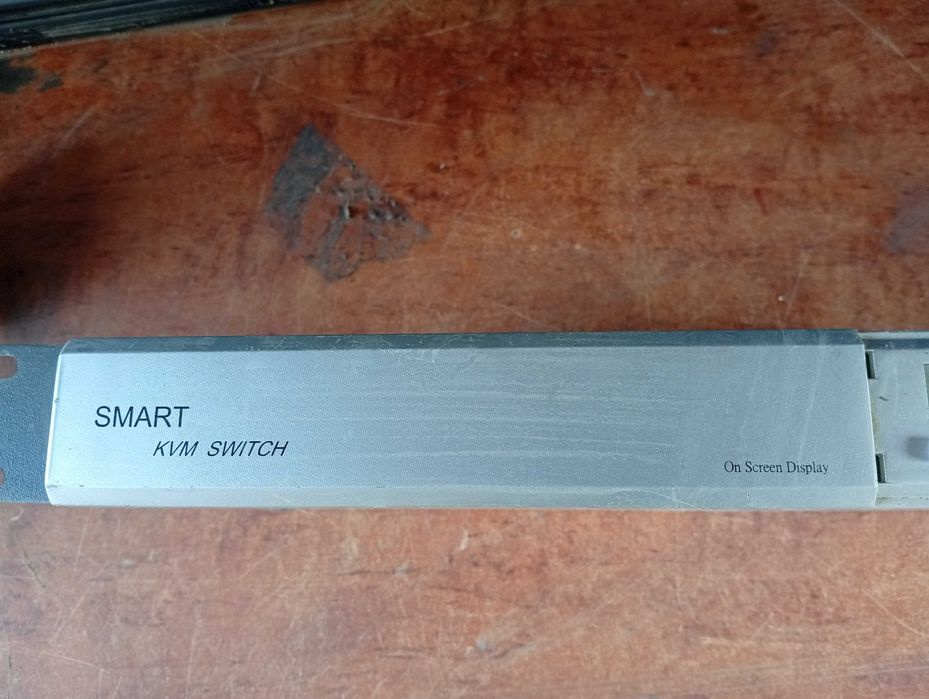 SMART
KVM SWITCH
On Screen Display